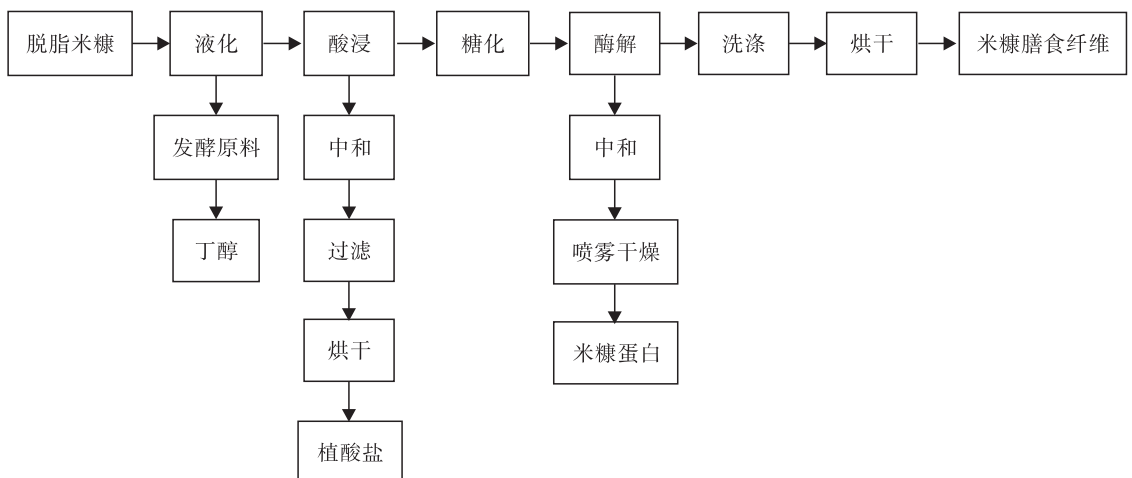 脱脂米糠
液化
酸浸
糖化
酶解
洗涤
烘干
米糠膳食纤维
发酵原料
中和
中和
丁醇
过滤
喷雾干燥
烘干
米糠蛋白
植酸盐